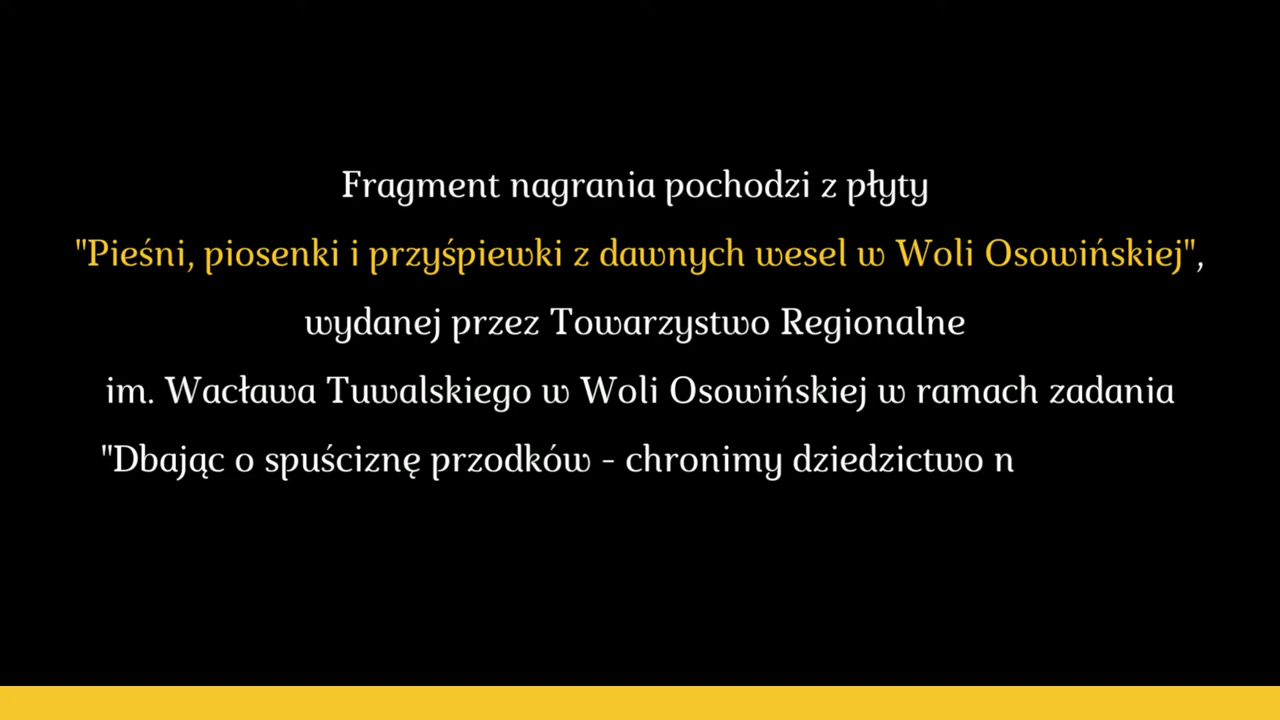 Fragment nagrania pochodzi z płyty
"Pieśni, piosenki i przyśpiewki z dawnych wesel w Woli Osowińskiej",
wydanej przez Towarzystwo Regionalne
im. Wacława Tuwalskiego w Woli Osowińskiej w ramach zadania
"Dbając o spuściznę przodków - chronimy dziedzictwo n